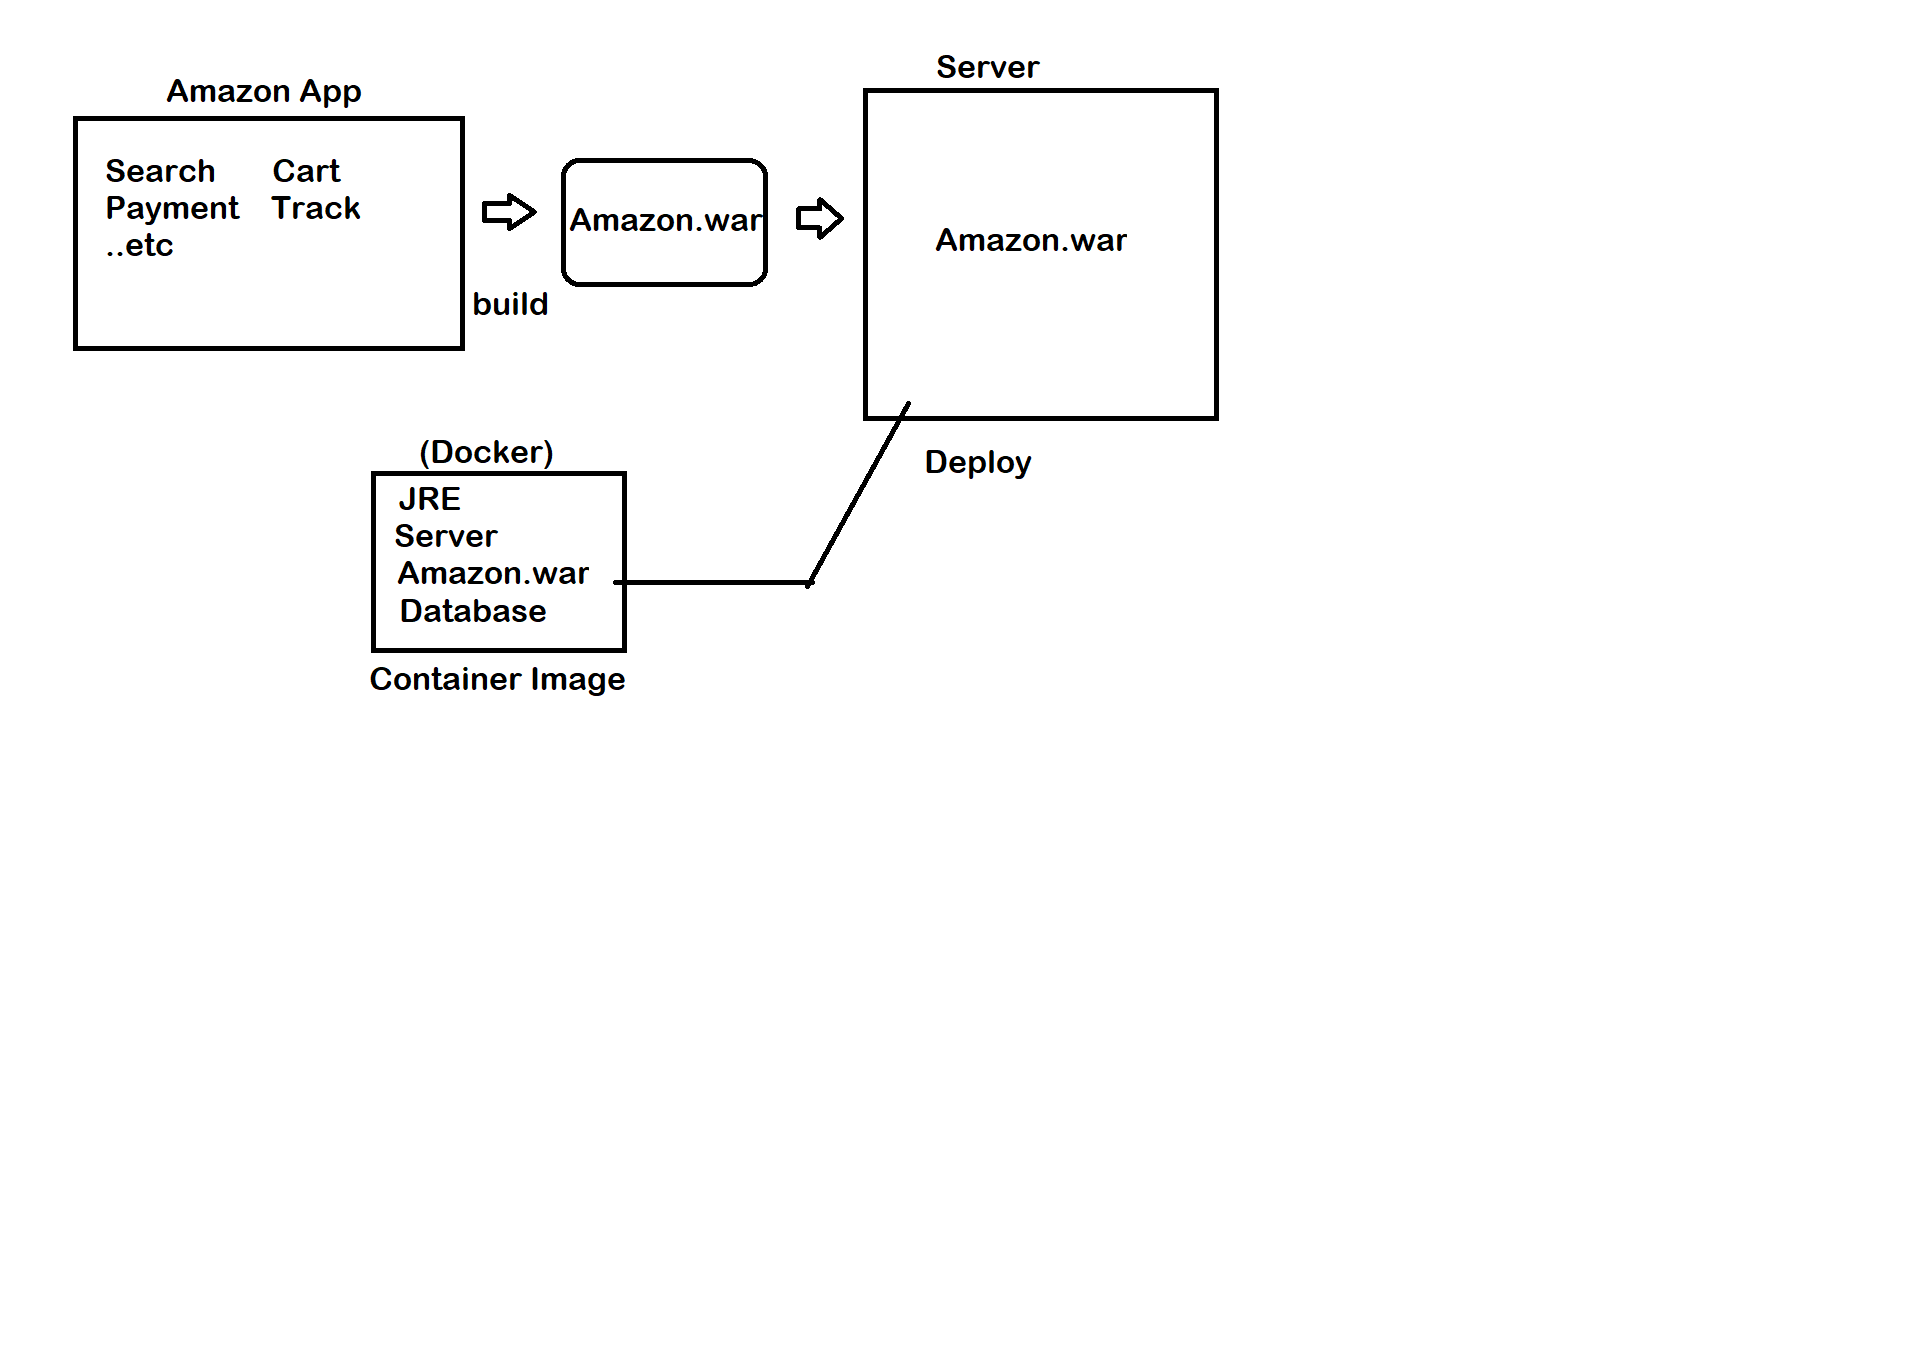 Amazon App
Search Cart
Payment Track
..etc
build
Amazon.war
Server
Amazon.war
Deploy
(Docker)
JRE
Server
Amazon.war
Database
Container Image